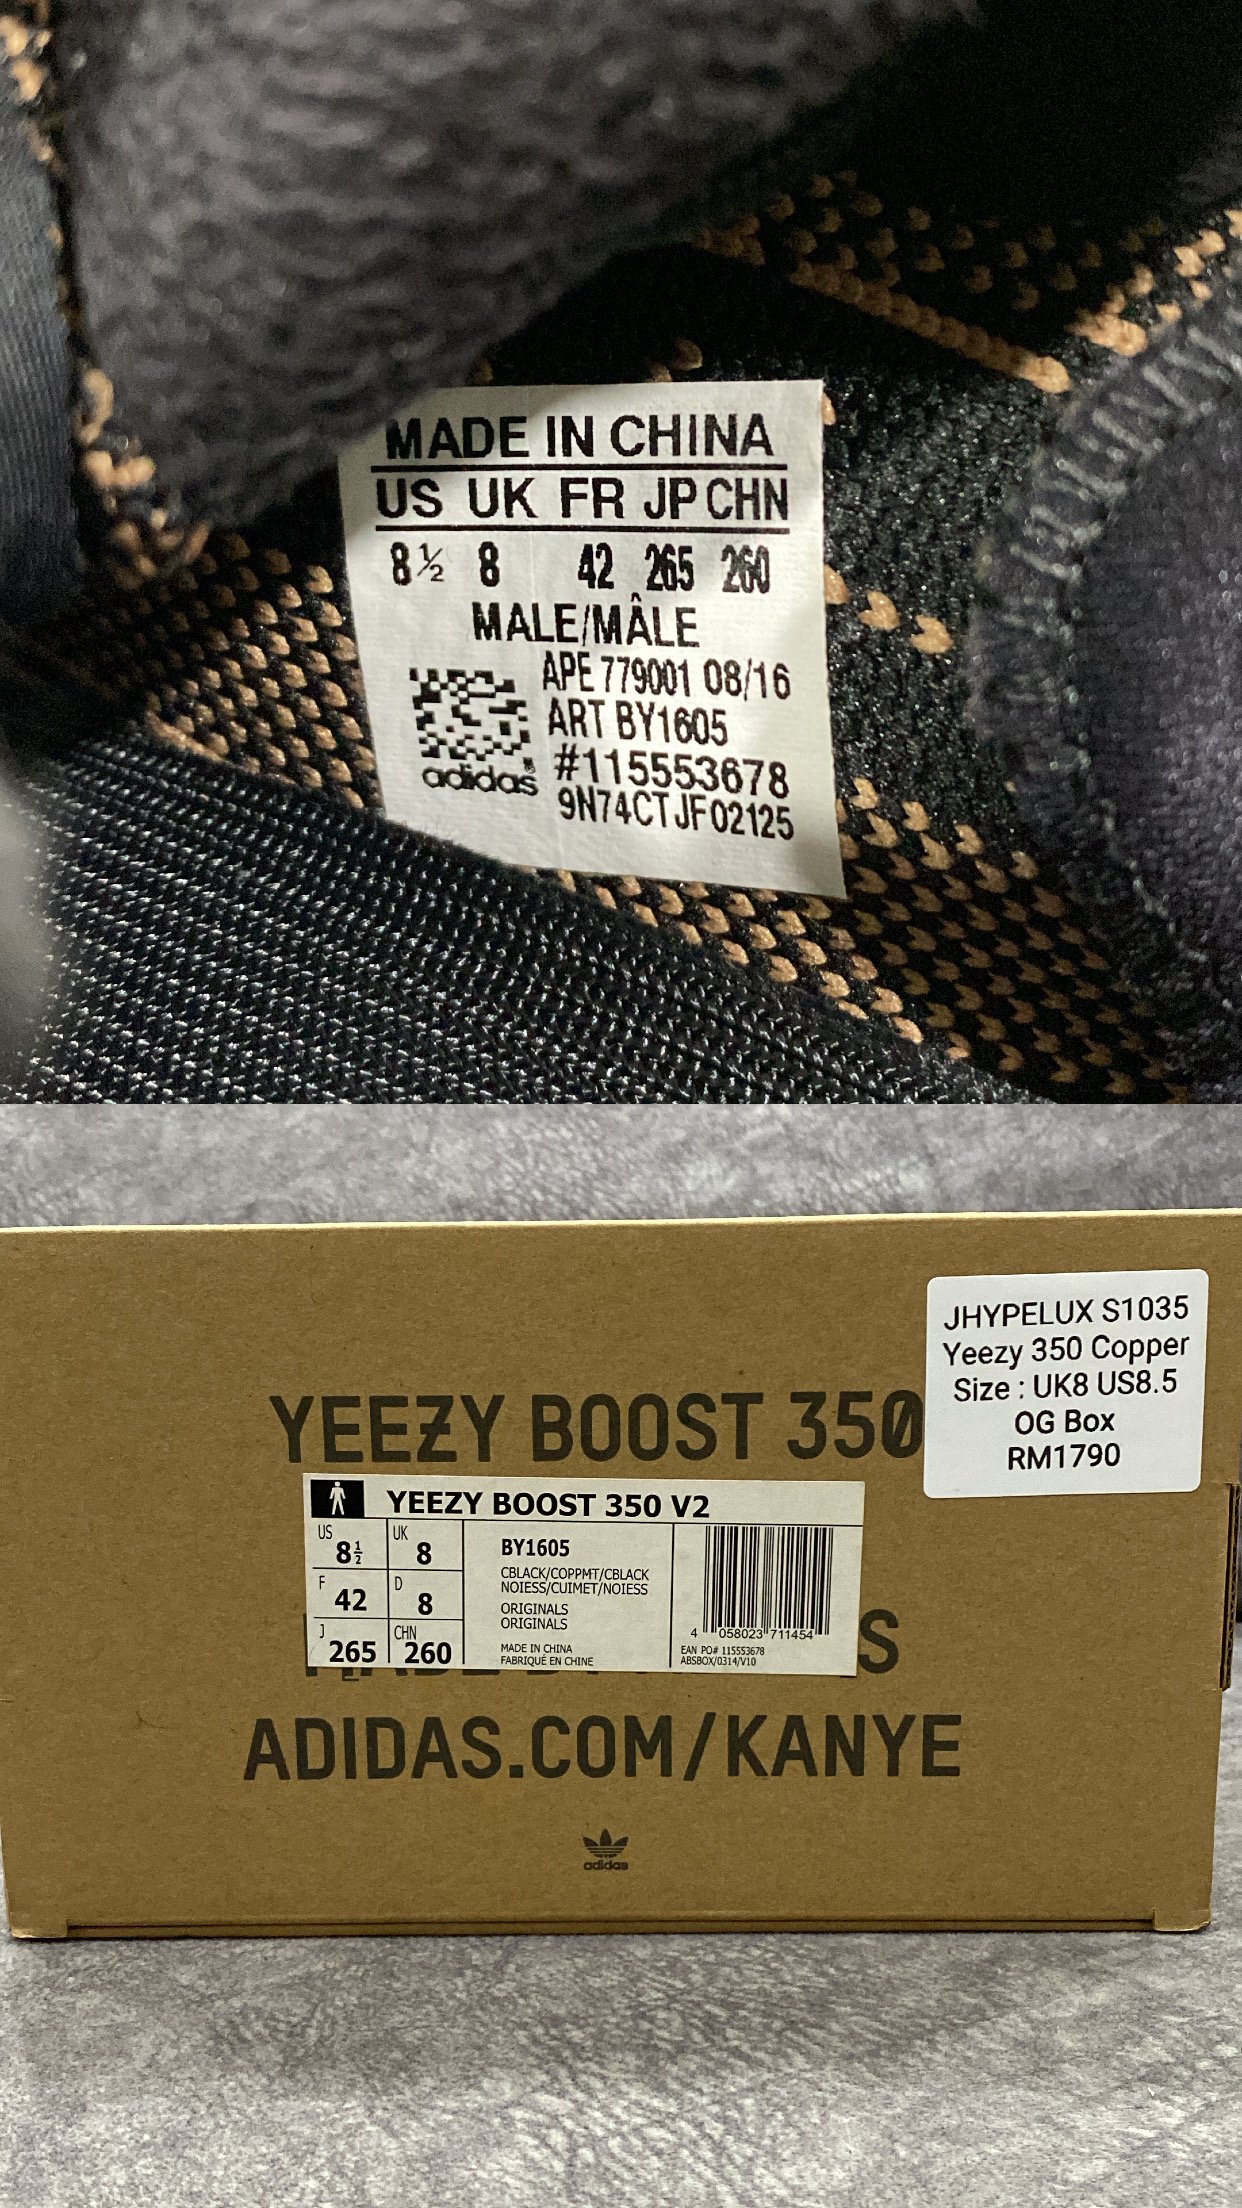 MADE IN CHINA
US UK FR JP CHN
8½ 8 42 265 260
MALE/MÂLE
APE 779001 08/16
ART BY1605
#115553678
9N74CTJF02125
adidas®
JHYPELUX S1035
Yeezy 350 Copper
Size : UK8 US8.5
OG Box
RM1790
YEEZY BOOST 350
YEEZY BOOST 350 V2
US 8½ UK 8
F 42 D 8
J 265 CHN 260
BY1605
CBLACK/COPPMT/CBLACK
NOIESS/CUIMET/NOIESS
ORIGINALS
ORIGINALS
MADE IN CHINA
FABRIQUÉ EN CHINE
4 058023 711454
EAN PO# 115553678
ABSBOX/0314/V10
S
ADIDAS.COM/KANYE
adidas